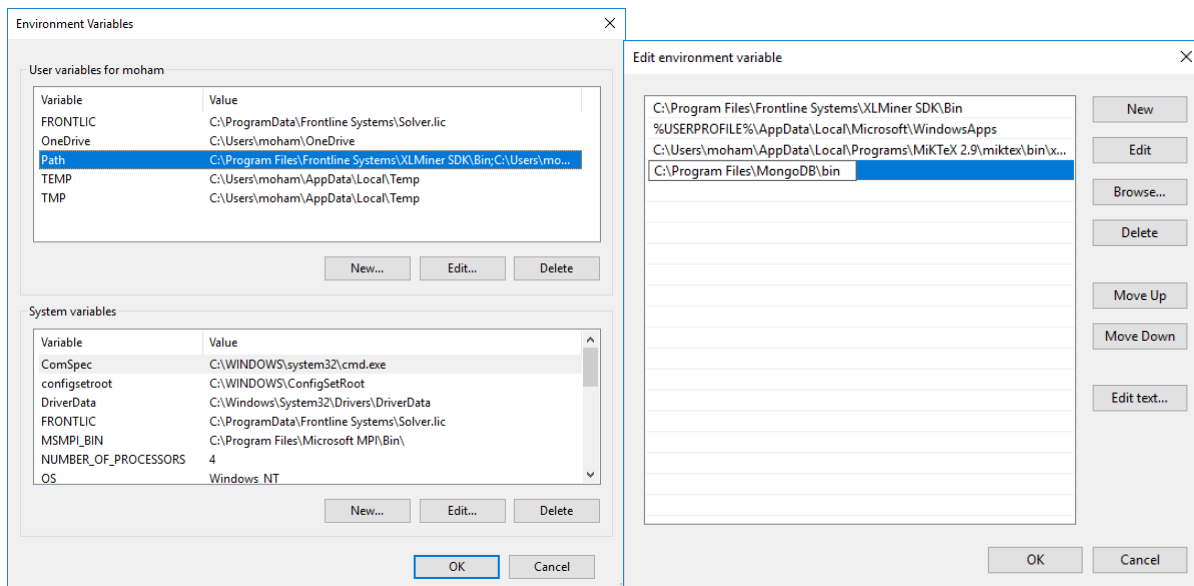 Environment Variables
User variables for moham
Variable Value
FRONTLIC C:\ProgramData\Frontline Systems\Solver.lic
OneDrive C:\Users\moham\OneDrive
Path C:\Program Files\Frontline Systems\XLMiner SDK\Bin;C:\Users\mo...
TEMP C:\Users\moham\AppData\Local\Temp
TMP C:\Users\moham\AppData\Local\Temp
New... Edit... Delete
System variables
Variable Value
ComSpec C:\WINDOWS\system32\cmd.exe
configsetroot C:\WINDOWS\ConfigSetRoot
DriverData C:\Windows\System32\Drivers\DriverData
FRONTLIC C:\ProgramData\Frontline Systems\Solver.lic
MSMPI_BIN C:\Program Files\Microsoft MPI\Bin\
NUMBER_OF_PROCESSORS 4
OS Windows_NT
New... Edit... Delete
OK Cancel
Edit environment variable
C:\Program Files\Frontline Systems\XLMiner SDK\Bin
%USERPROFILE%\AppData\Local\Microsoft\WindowsApps
C:\Users\moham\AppData\Local\Programs\MiKTeX 2.9\miktex\bin\x...
C:\Program Files\MongoDB\bin
New
Edit
Browse...
Delete
Move Up
Move Down
Edit text...
OK Cancel